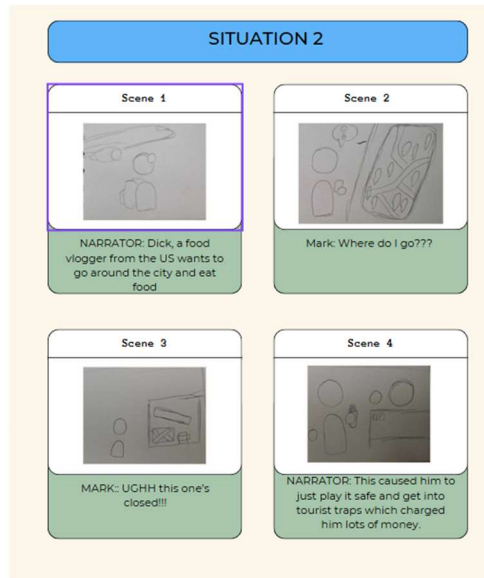 SITUATION 2
Scene 1
NARRATOR: Dick, a food
vlogger from the US wants to
go around the city and eat
food
Scene 2
Mark: Where do I go???
Scene 3
MARK:: UGHH this one's
closed!!!
Scene 4
NARRATOR: This caused him to
just play it safe and get into
tourist traps which charged
him lots of money.